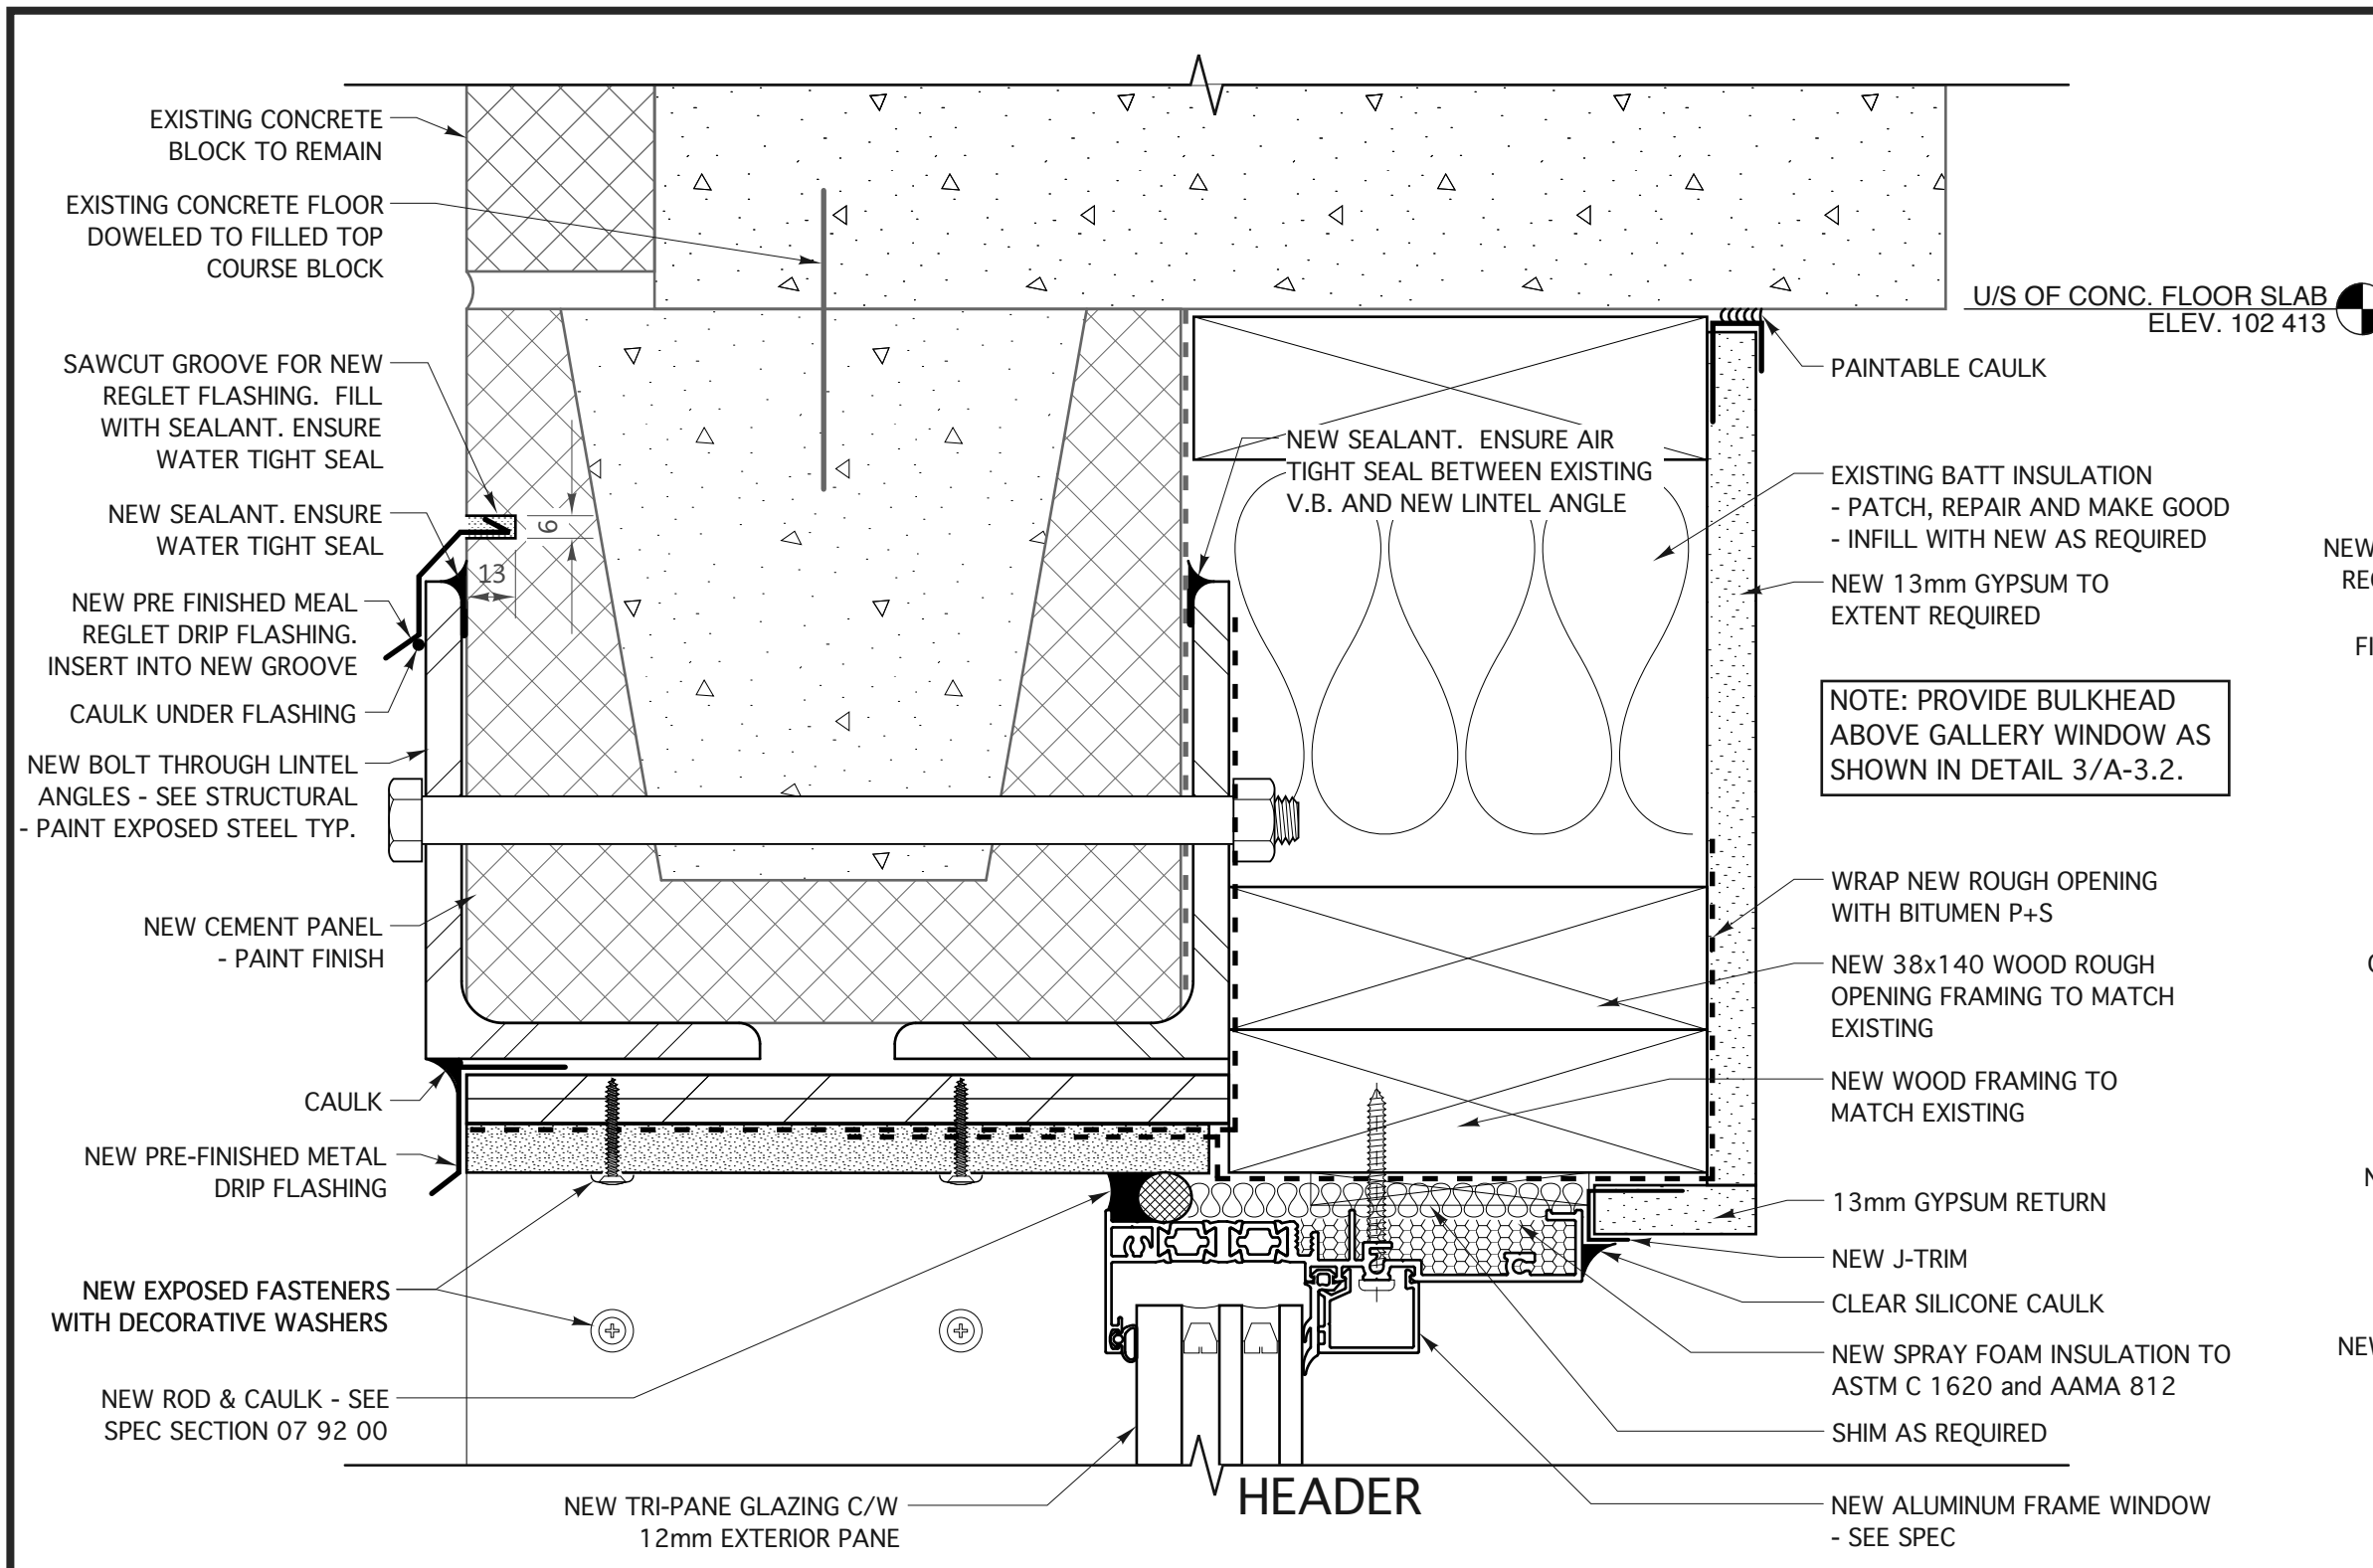 EXISTING CONCRETE
BLOCK TO REMAIN
EXISTING CONCRETE FLOOR
DOWELED TO FILLED TOP
COURSE BLOCK
SAWCUT GROOVE FOR NEW
REGLET FLASHING. FILL
WITH SEALANT. ENSURE
WATER TIGHT SEAL
NEW SEALANT. ENSURE
WATER TIGHT SEAL
NEW PRE FINISHED MEAL
REGLET DRIP FLASHING.
INSERT INTO NEW GROOVE
CAULK UNDER FLASHING
NEW BOLT THROUGH LINTEL
ANGLES - SEE STRUCTURAL
- PAINT EXPOSED STEEL TYP.
NEW CEMENT PANEL
- PAINT FINISH
CAULK
NEW PRE-FINISHED METAL
DRIP FLASHING
NEW EXPOSED FASTENERS
WITH DECORATIVE WASHERS
NEW ROD & CAULK - SEE
SPEC SECTION 07 92 00
NEW TRI-PANE GLAZING C/W
12mm EXTERIOR PANE
6
13
NEW SEALANT. ENSURE AIR
TIGHT SEAL BETWEEN EXISTING
V.B. AND NEW LINTEL ANGLE
HEADER
U/S OF CONC. FLOOR SLAB
ELEV. 102 413
PAINTABLE CAULK
EXISTING BATT INSULATION
- PATCH, REPAIR AND MAKE GOOD
- INFILL WITH NEW AS REQUIRED
NEW 13mm GYPSUM TO
EXTENT REQUIRED
NOTE: PROVIDE BULKHEAD
ABOVE GALLERY WINDOW AS
SHOWN IN DETAIL 3/A-3.2.
WRAP NEW ROUGH OPENING
WITH BITUMEN P+S
NEW 38x140 WOOD ROUGH
OPENING FRAMING TO MATCH
EXISTING
NEW WOOD FRAMING TO
MATCH EXISTING
13mm GYPSUM RETURN
NEW J-TRIM
CLEAR SILICONE CAULK
NEW SPRAY FOAM INSULATION TO
ASTM C 1620 and AAMA 812
SHIM AS REQUIRED
NEW ALUMINUM FRAME WINDOW
- SEE SPEC
NEW